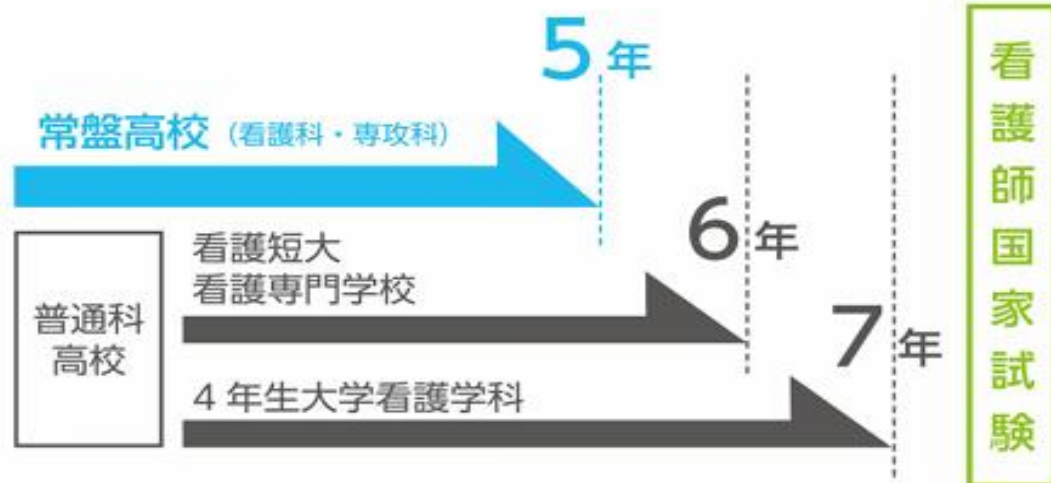 5年
常盤高校（看護科・専攻科）
6年
看護短大
看護専門学校
普通科
高校
7年
4年生大学看護学科
看護師国家試験